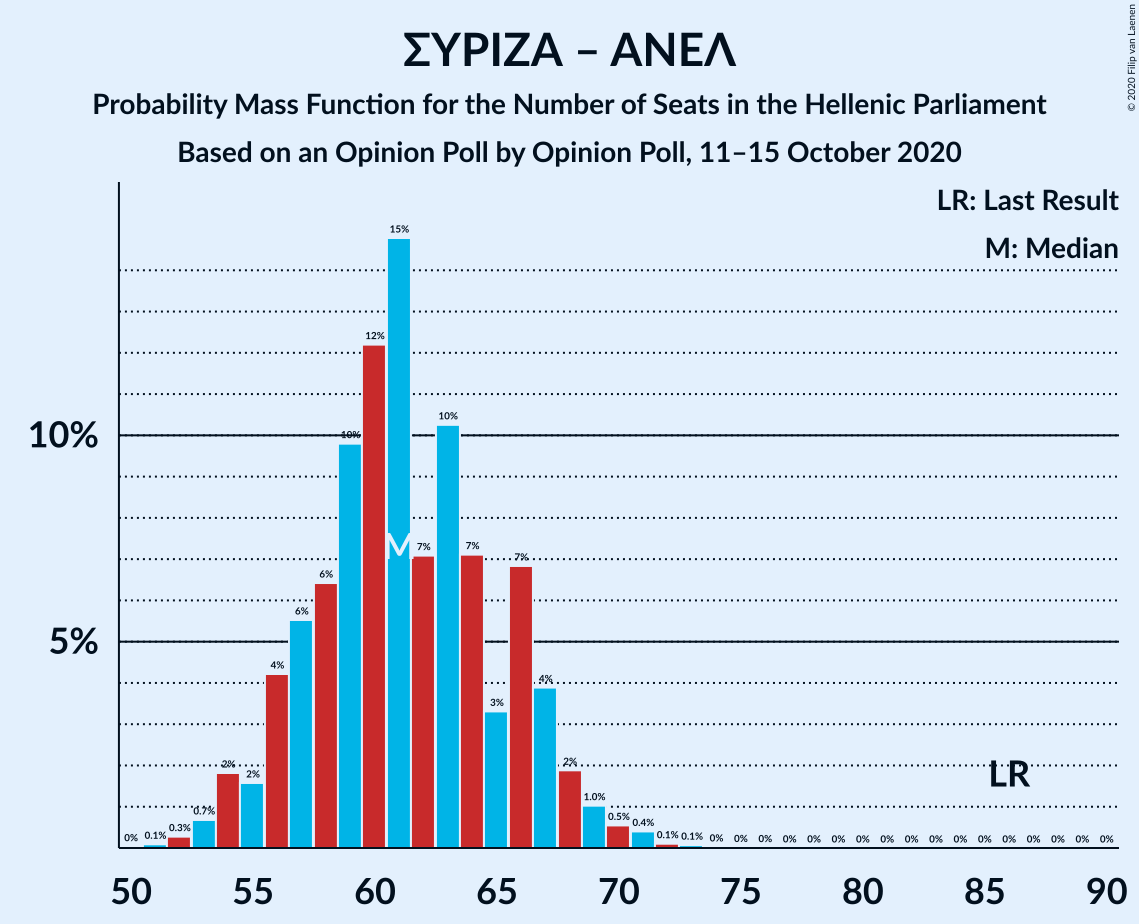 © 2020 Filip van Laenen
ΣΥΡΙΖΑ – ΑΝΕΛ
Probability Mass Function for the Number of Seats in the Hellenic Parliament
Based on an Opinion Poll by Opinion Poll, 11–15 October 2020
LR: Last Result
M: Median
10%
5%
0% 0.1% 0.3% 0.7% 2% 2% 4% 6% 6% 10% 12% 15% 7% 10% 7% 3% 7% 4% 2% 1.0% 0.5% 0.4% 0.1% 0.1% 0% 0% 0% 0% 0% 0% 0% 0% 0% 0% 0% 0% 0% 0% 0% 0% 0%
M
LR
50 55 60 65 70 75 80 85 90